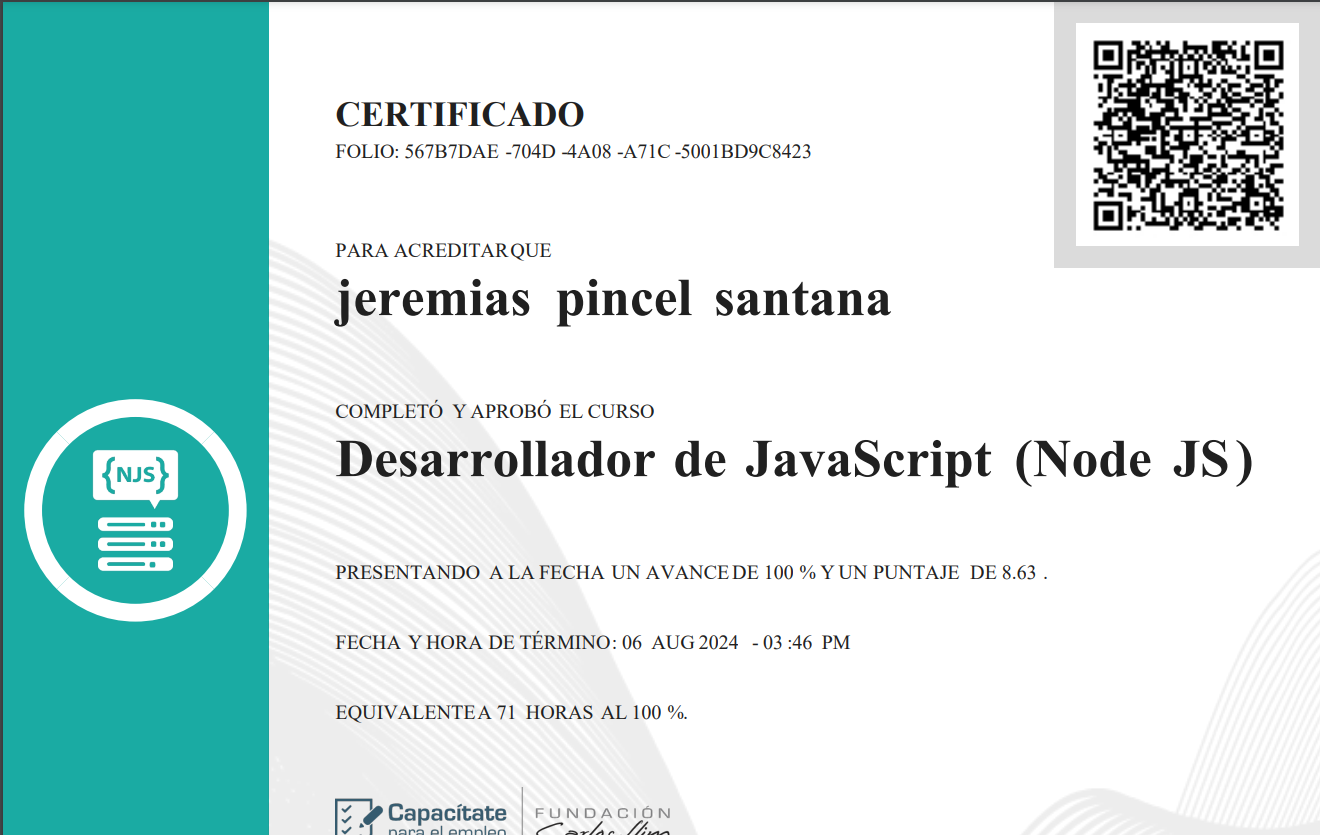 CERTIFICADO
FOLIO: 567B7DAE -704D -4A08 -A71C -5001BD9C8423
PARA ACREDITAR QUE
jeremias pincel santana
COMPLETÓ Y APROBÓ EL CURSO
Desarrollador de JavaScript (Node JS)
{NJS}
PRESENTANDO A LA FECHA UN AVANCE DE 100 % Y UN PUNTAJE DE 8.63 .
FECHA Y HORA DE TÉRMINO: 06 AUG 2024 - 03 :46 PM
EQUIVALENTE A 71 HORAS AL 100 %.
Capacítate
para el empleo
FUNDACIÓN
Carlos Slim